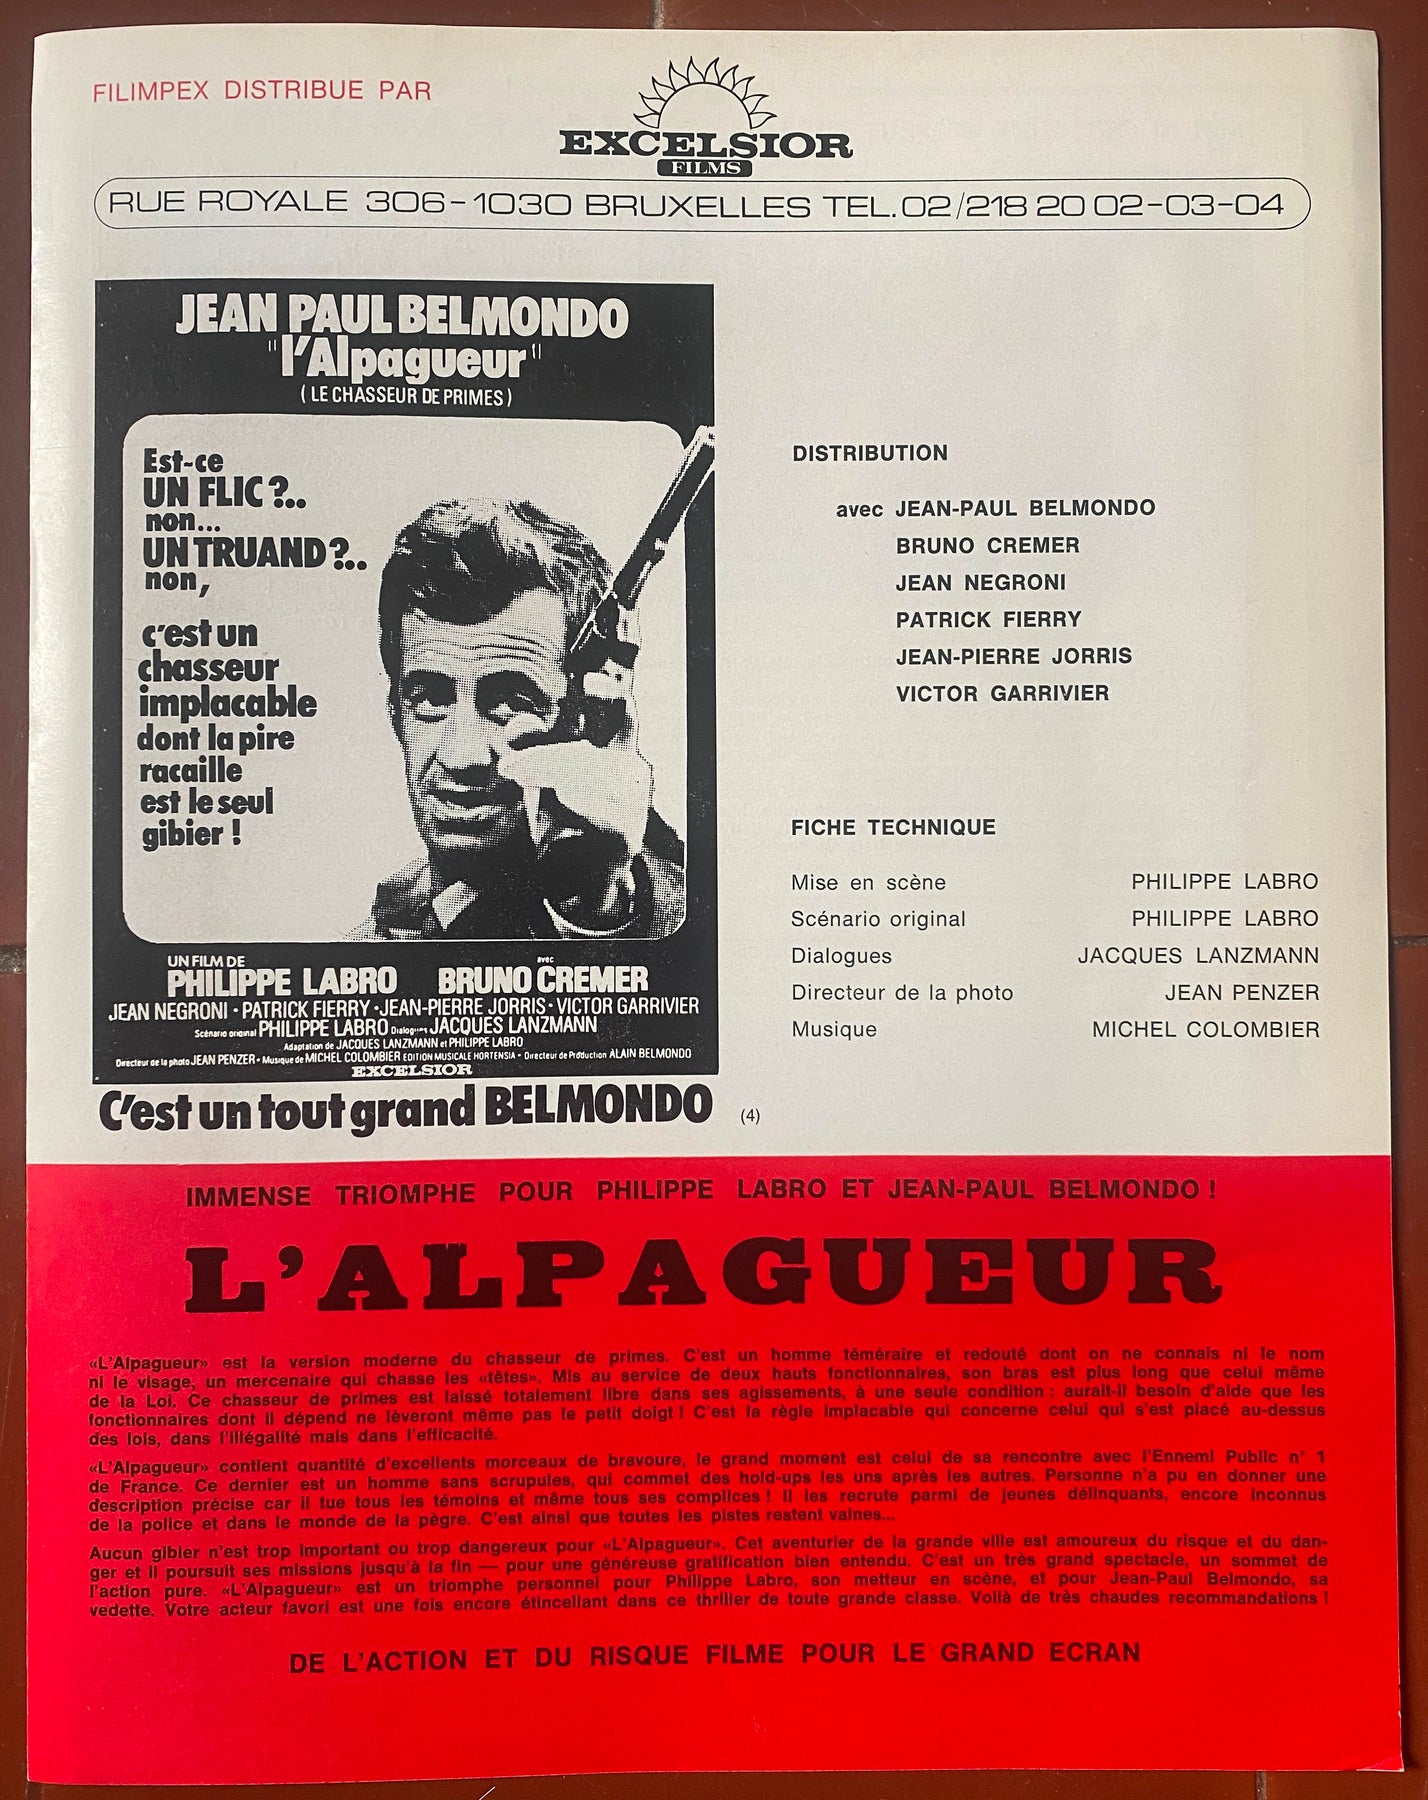 FILIMPEX DISTRIBUE PAR
EXCELSIOR
FILMS
RUE ROYALE 306-1030 BRUXELLES TEL. 02/218 20 02-03-04
JEAN PAUL BELMONDO
"l'Alpagueur"
( LE CHASSEUR DE PRIMES )
Est-ce
UN FLIC ?..
non...
UN TRUAND ?..
non,
c'est un
chasseur
implacable
dont la pire
racaille
est le seul
gibier !
UN FILM DE
PHILIPPE LABRO
avec
BRUNO CREMER
JEAN NEGRONI · PATRICK FIERRY · JEAN-PIERRE JORRIS · VICTOR GARRIVIER
Scénario original PHILIPPE LABRO Dialogues JACQUES LANZMANN
Adaptation de JACQUES LANZMANN et PHILIPPE LABRO
Directeur de la photo JEAN PENZER · Musique de MICHEL COLOMBIER EDITION MUSICALE HORTENSIA · Directeur de Production ALAIN BELMONDO
EXCELSIOR
C'est un tout grand BELMONDO
(4)
DISTRIBUTION
avec JEAN-PAUL BELMONDO
BRUNO CREMER
JEAN NEGRONI
PATRICK FIERRY
JEAN-PIERRE JORRIS
VICTOR GARRIVIER
FICHE TECHNIQUE
Mise en scène PHILIPPE LABRO
Scénario original PHILIPPE LABRO
Dialogues JACQUES LANZMANN
Directeur de la photo JEAN PENZER
Musique MICHEL COLOMBIER
IMMENSE TRIOMPHE POUR PHILIPPE LABRO ET JEAN-PAUL BELMONDO !
L'ALPAGUEUR
«L'Alpagueur» est la version moderne du chasseur de primes. C'est un homme téméraire et redouté dont on ne connais ni le nom
ni le visage, un mercenaire qui chasse les «têtes». Mis au service de deux hauts fonctionnaires, son bras est plus long que celui même
de la Loi. Ce chasseur de primes est laissé totalement libre dans ses agissements, à une seule condition : aurait-il besoin d'aide que les
fonctionnaires dont il dépend ne lèveront même pas le petit doigt ! C'est la règle implacable qui concerne celui qui s'est placé au-dessus
des lois, dans l'illégalité mais dans l'efficacité.
«L'Alpagueur» contient quantité d'excellents morceaux de bravoure, le grand moment est celui de sa rencontre avec l'Ennemi Public n° 1
de France. Ce dernier est un homme sans scrupules, qui commet des hold-ups les uns après les autres. Personne n'a pu en donner une
description précise car il tue tous les témoins et même tous ses complices ! Il les recrute parmi de jeunes délinquants, encore inconnus
de la police et dans le monde de la pègre. C'est ainsi que toutes les pistes restent vaines...
Aucun gibier n'est trop important ou trop dangereux pour «L'Alpagueur». Cet aventurier de la grande ville est amoureux du risque et du dan-
ger et il poursuit ses missions jusqu'à la fin — pour une généreuse gratification bien entendu. C'est un très grand spectacle, un sommet de
l'action pure. «L'Alpagueur» est un triomphe personnel pour Philippe Labro, son metteur en scène, et pour Jean-Paul Belmondo, sa
vedette. Votre acteur favori est une fois encore étincellant dans ce thriller de toute grande classe. Voilà de très chaudes recommandations !
DE L'ACTION ET DU RISQUE FILME POUR LE GRAND ECRAN